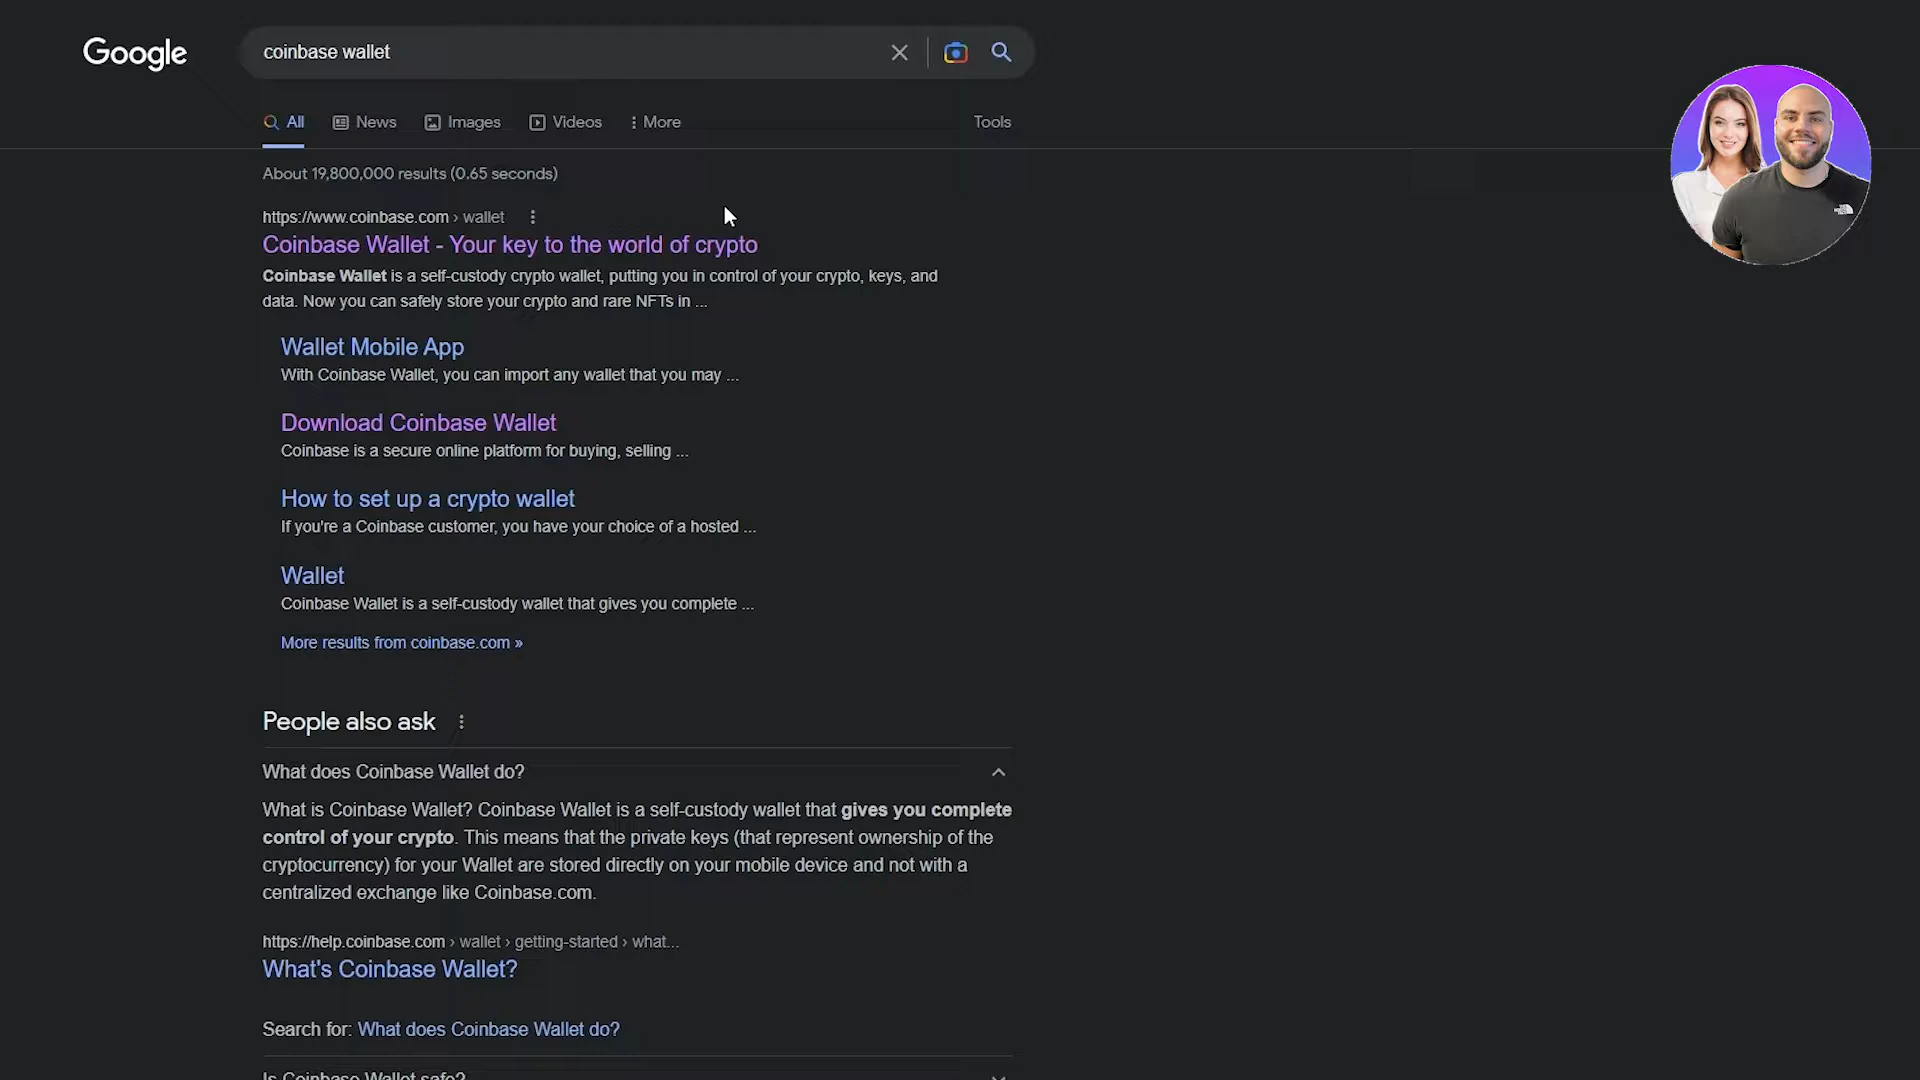 Google
coinbase wallet
All News Images Videos More Tools
About 19,800,000 results (0.65 seconds)
https://www.coinbase.com › wallet
Coinbase Wallet - Your key to the world of crypto
Coinbase Wallet is a self-custody crypto wallet, putting you in control of your crypto, keys, and
data. Now you can safely store your crypto and rare NFTs in ...
Wallet Mobile App
With Coinbase Wallet, you can import any wallet that you may ...
Download Coinbase Wallet
Coinbase is a secure online platform for buying, selling ...
How to set up a crypto wallet
If you're a Coinbase customer, you have your choice of a hosted ...
Wallet
Coinbase Wallet is a self-custody wallet that gives you complete ...
More results from coinbase.com »
People also ask
What does Coinbase Wallet do?
What is Coinbase Wallet? Coinbase Wallet is a self-custody wallet that gives you complete
control of your crypto. This means that the private keys (that represent ownership of the
cryptocurrency) for your Wallet are stored directly on your mobile device and not with a
centralized exchange like Coinbase.com.
https://help.coinbase.com › wallet › getting-started › what...
What's Coinbase Wallet?
Search for: What does Coinbase Wallet do?
Is Coinbase Wallet safe?